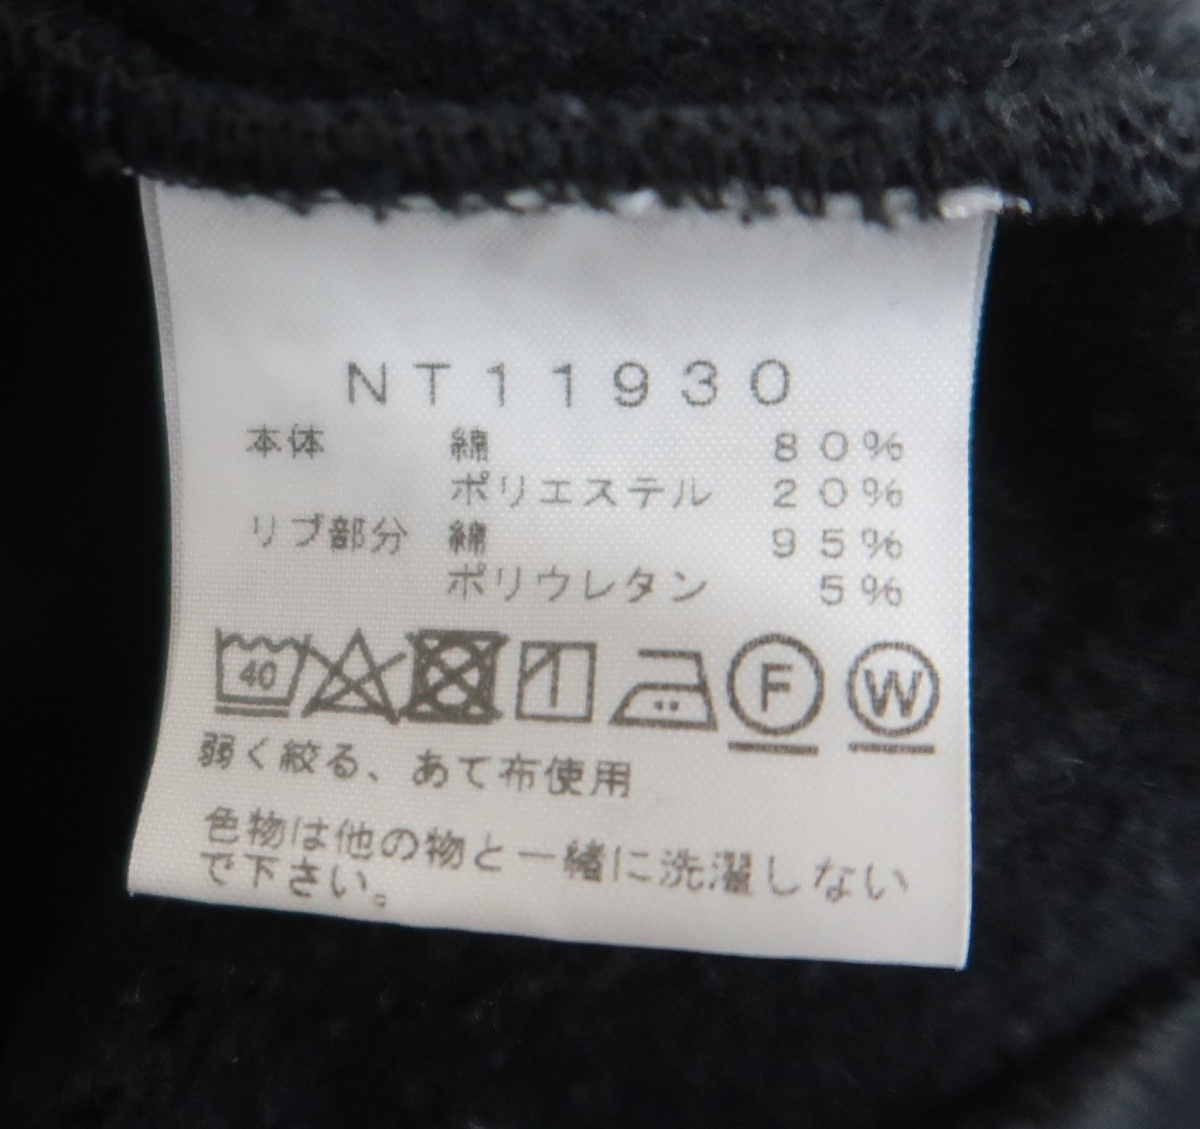 NT11930
本体 綿 80%
ポリエステル 20%
リブ部分 綿 95%
ポリウレタン 5%
40 F W
弱く絞る、あて布使用
色物は他の物と一緒に洗濯しない
で下さい。